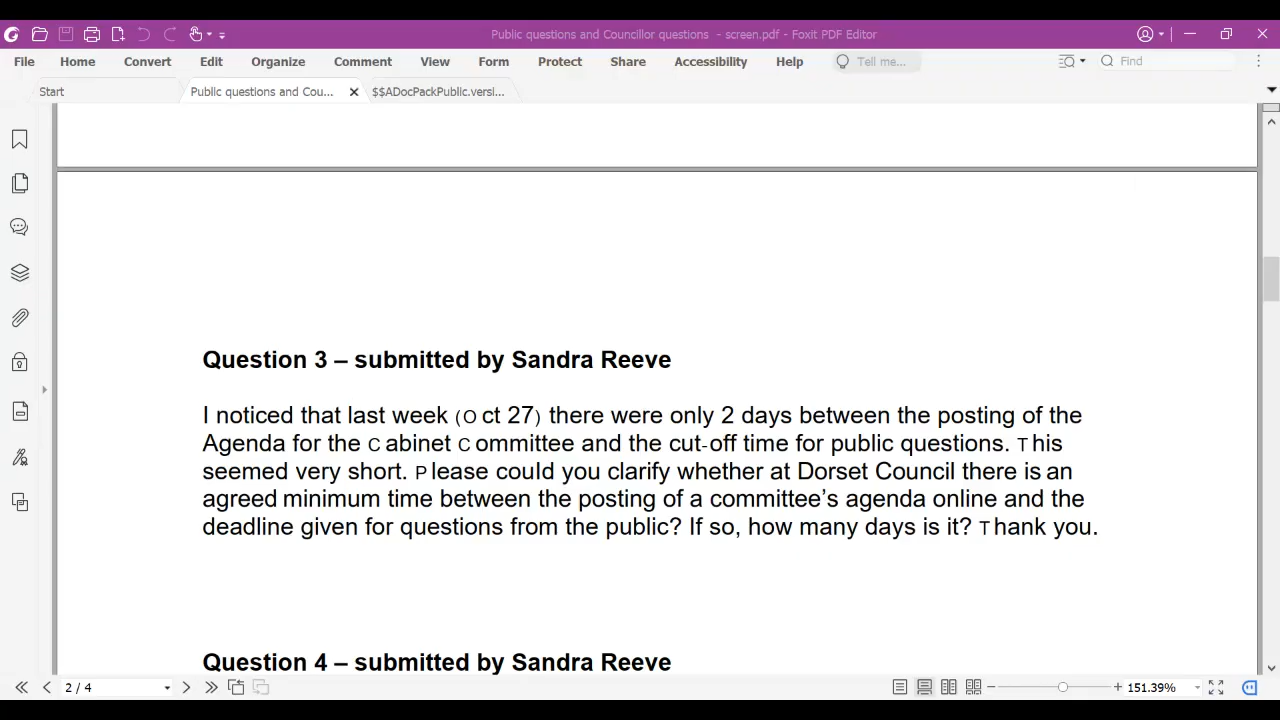 Public questions and Councillor questions - screen.pdf - Foxit PDF Editor
File Home Convert Edit Organize Comment View Form Protect Share Accessibility Help Tell me... Find
Start Public questions and Cou... $$ADocPackPublic.versi...
Question 3 – submitted by Sandra Reeve
I noticed that last week (O ct 27) there were only 2 days between the posting of the
Agenda for the C abinet C ommittee and the cut-off time for public questions. T his
seemed very short. P lease could you clarify whether at Dorset Council there is an
agreed minimum time between the posting of a committee’s agenda online and the
deadline given for questions from the public? If so, how many days is it? T hank you.
Question 4 – submitted by Sandra Reeve
2 / 4 151.39%